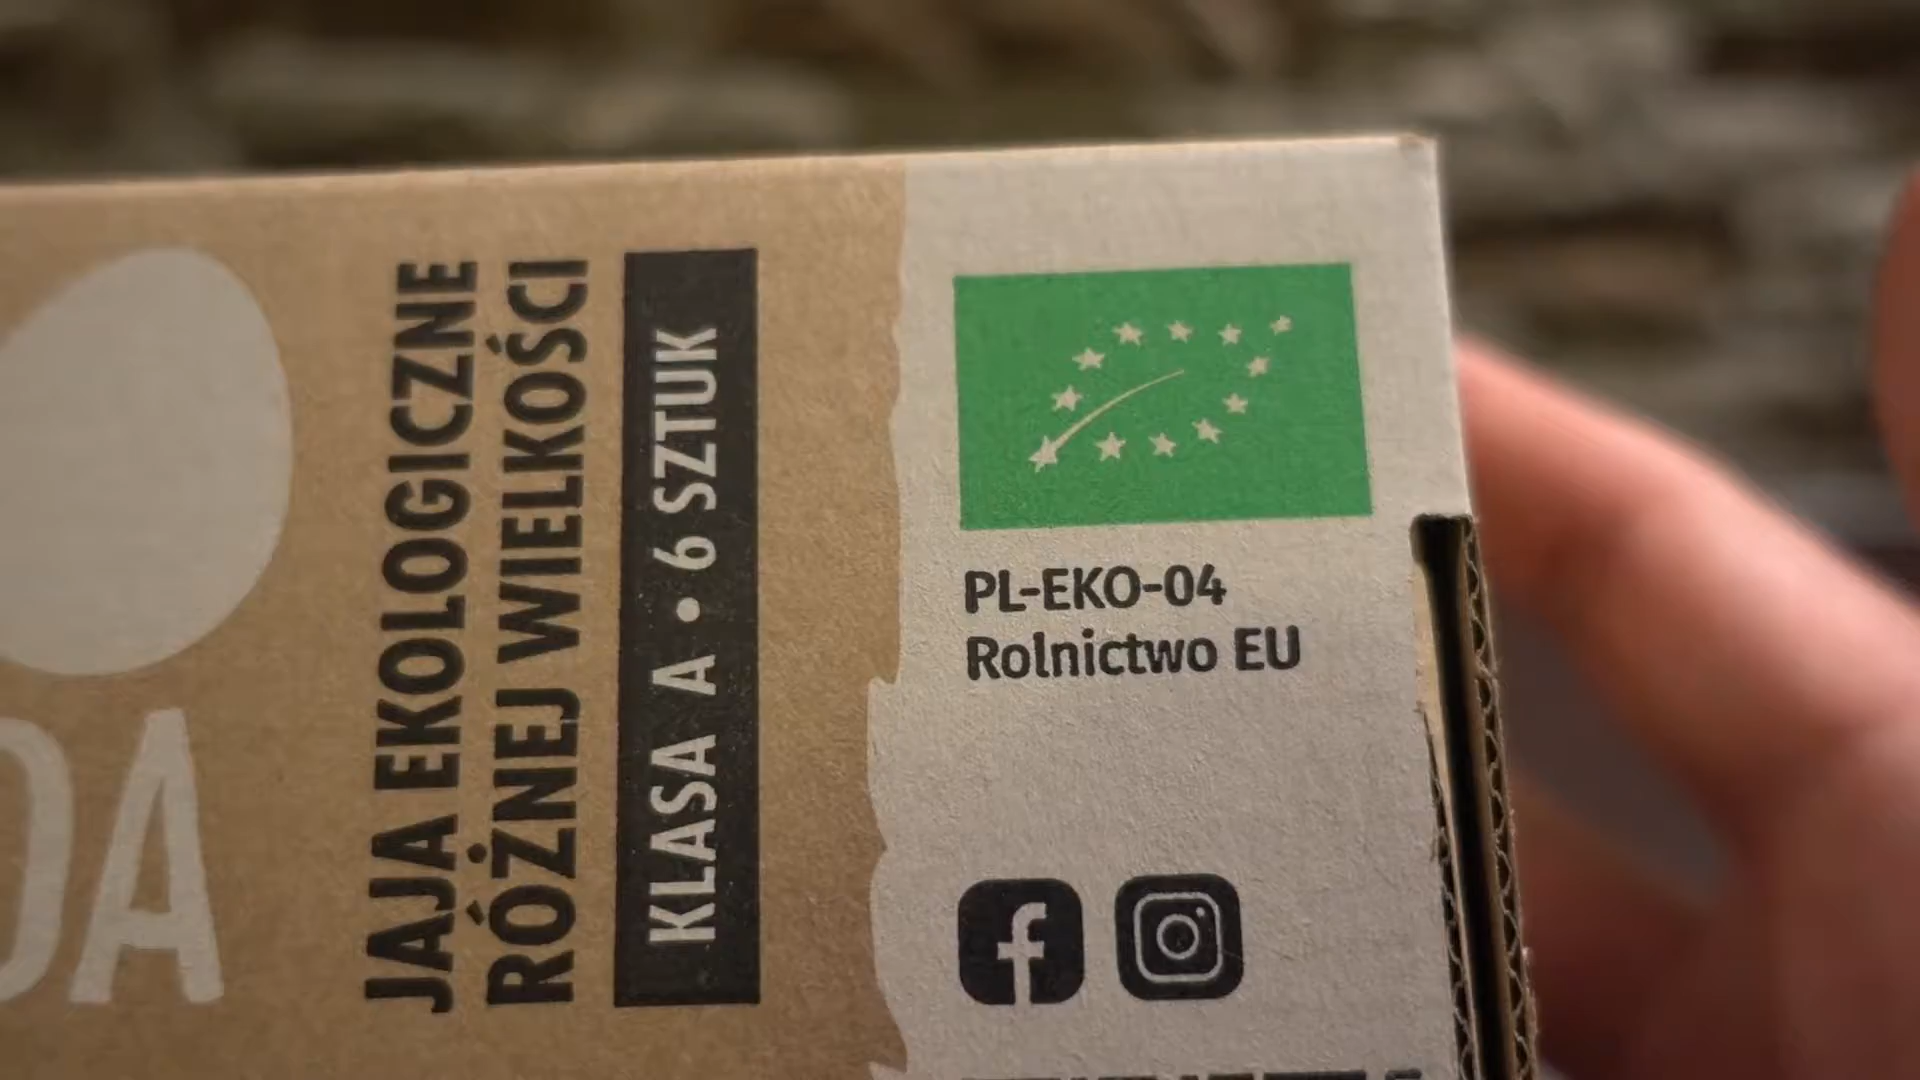 JAJA EKOLOGICZNE
RÓŻNEJ WIELKOŚCI
KLASA A • 6 SZTUK
PL-EKO-04
Rolnictwo EU